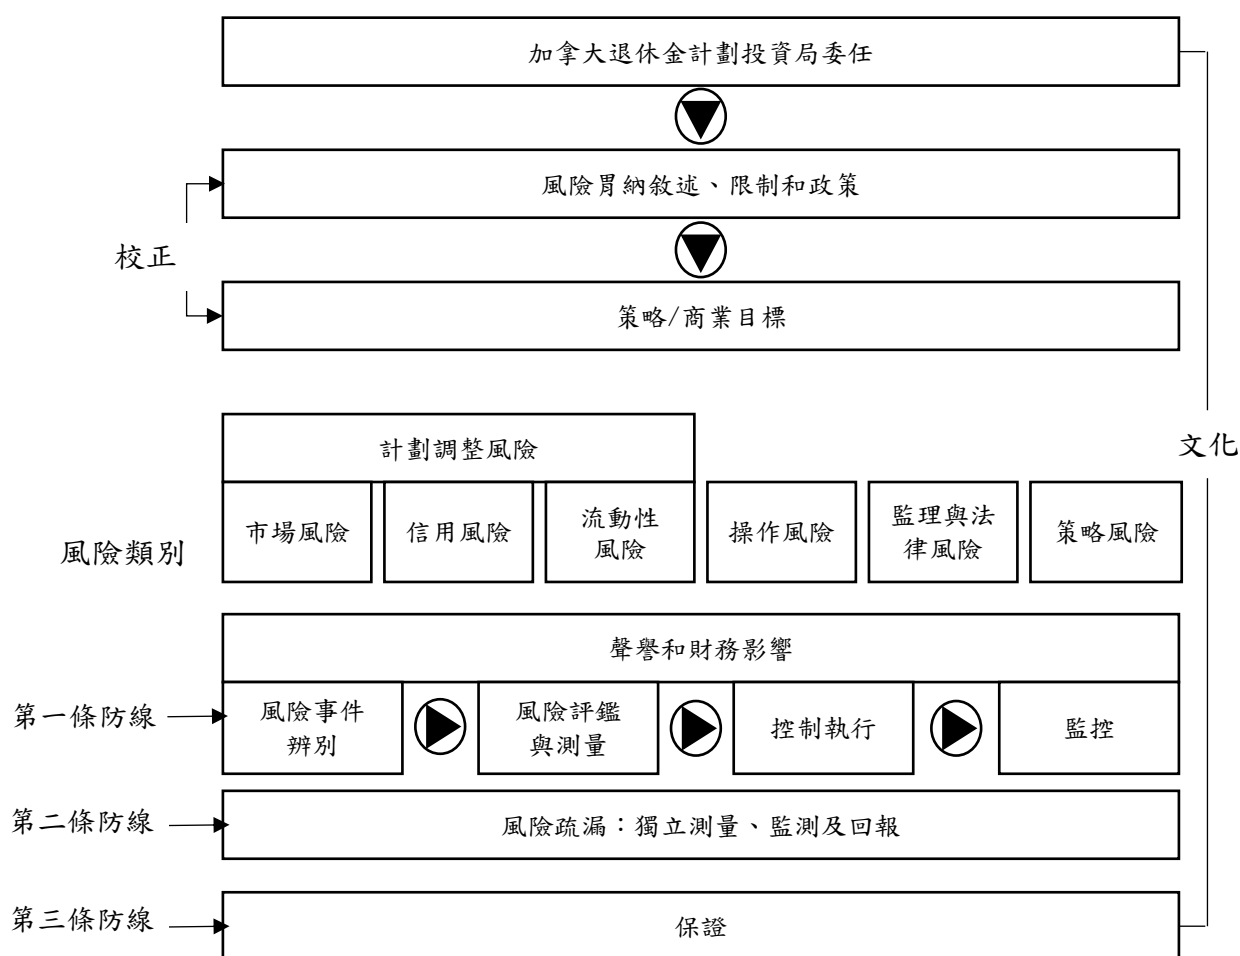 加拿大退休金計劃投資局委任
風險胃納敘述、限制和政策
校正
策略/商業目標
文化
計劃調整風險
風險類別
市場風險
信用風險
流動性
風險
操作風險
監理與法
律風險
策略風險
聲譽和財務影響
第一條防線
風險事件
辨別
風險評鑑
與測量
控制執行
監控
第二條防線
風險疏漏：獨立測量、監測及回報
第三條防線
保證